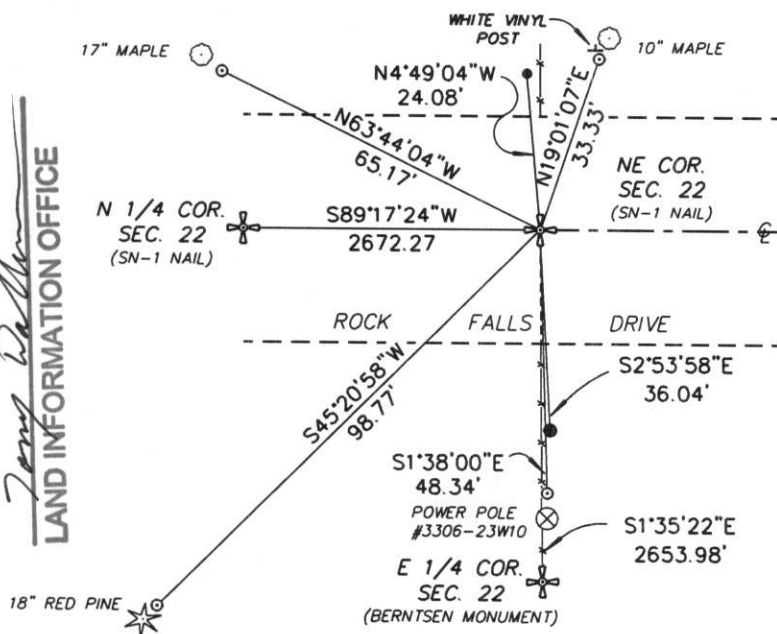 WHITE VINYL
POST
17" MAPLE
10" MAPLE
N4°49'04"W
24.08'
N63°44'04"W
65.17'
N19°01'07"E
33.33'
NE COR.
SEC. 22
(SN-1 NAIL)
N 1/4 COR.
SEC. 22
(SN-1 NAIL)
S89°17'24"W
2672.27
LAND INFORMATION OFFICE
ROCK FALLS DRIVE
S45°20'58"W
98.77'
S2°53'58"E
36.04'
S1°38'00"E
48.34'
POWER POLE
#3306-23W10
S1°35'22"E
2653.98'
E 1/4 COR.
SEC. 22
(BERNTSEN MONUMENT)
18" RED PINE